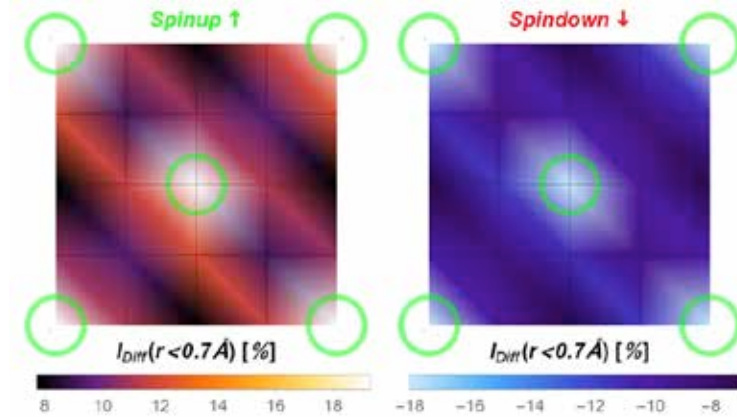 Spinup ↑
Spindown ↓
I_Diff(r<0.7Å) [%]
I_Diff(r<0.7Å) [%]
8 10 12 14 16 18
−18 −16 −14 −12 −10 −8